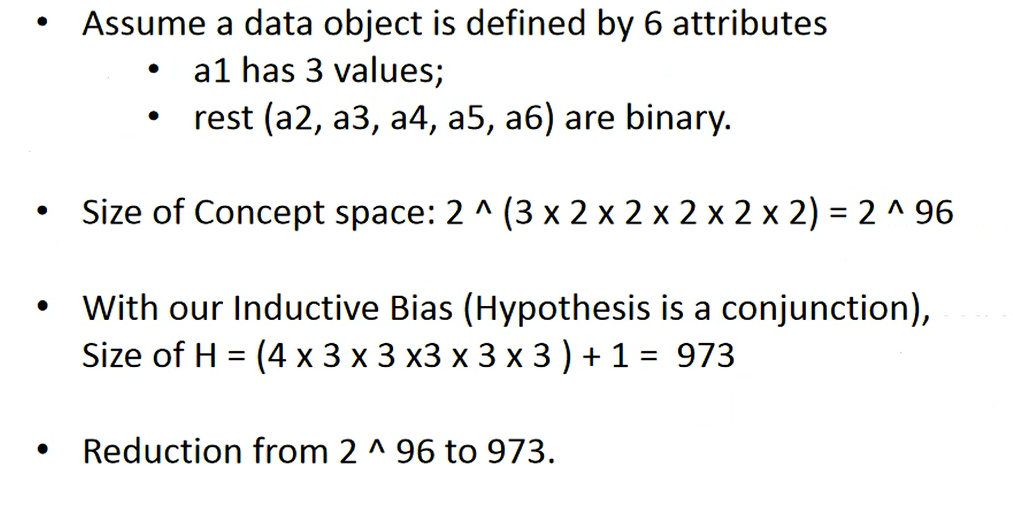 • Assume a data object is defined by 6 attributes
• a1 has 3 values;
• rest (a2, a3, a4, a5, a6) are binary.
• Size of Concept space: 2 ^ (3 x 2 x 2 x 2 x 2 x 2) = 2 ^ 96
• With our Inductive Bias (Hypothesis is a conjunction),
Size of H = (4 x 3 x 3 x3 x 3 x 3 ) + 1 =  973
• Reduction from 2 ^ 96 to 973.